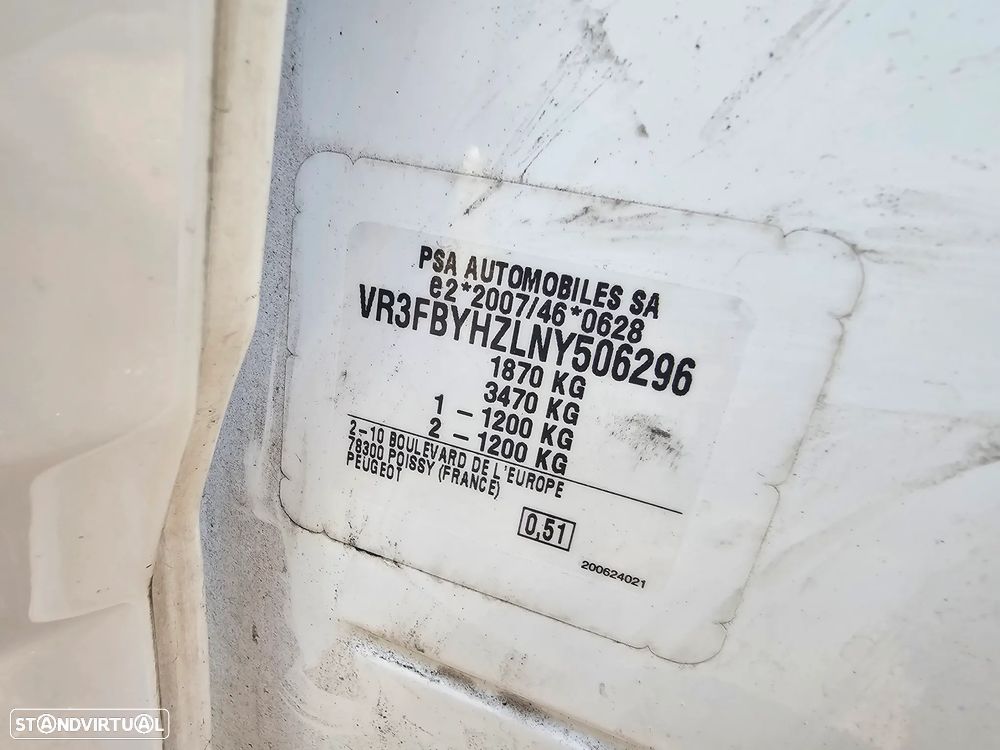 PSA AUTOMOBILES SA
e2*2007/46*0628
VR3FBYHZLNY506296
1870 KG
3470 KG
1 - 1200 KG
2 - 1200 KG
2-10 BOULEVARD DE L'EUROPE
78300 POISSY (FRANCE)
PEUGEOT
0,51
200624021
STANDVIRTUAL